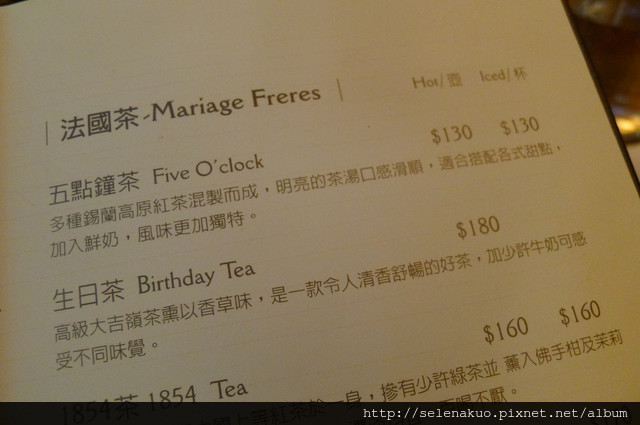 法國茶-Mariage Freres
Hot/壺 Iced/杯
五點鐘茶 Five O'clock $130 $130
多種錫蘭高原紅茶混製而成，明亮的茶湯口感滑順，適合搭配各式甜點，
加入鮮奶，風味更加獨特。
生日茶 Birthday Tea $180
高級大吉嶺茶熏以香草味，是一款令人清香舒暢的好茶，加少許牛奶可感
受不同味覺。
1854茶 1854 Tea $160 $160
一身，摻有少許綠茶並 薰入佛手柑及茉莉
不厭。
http://selenakuo.pixnet.net/album